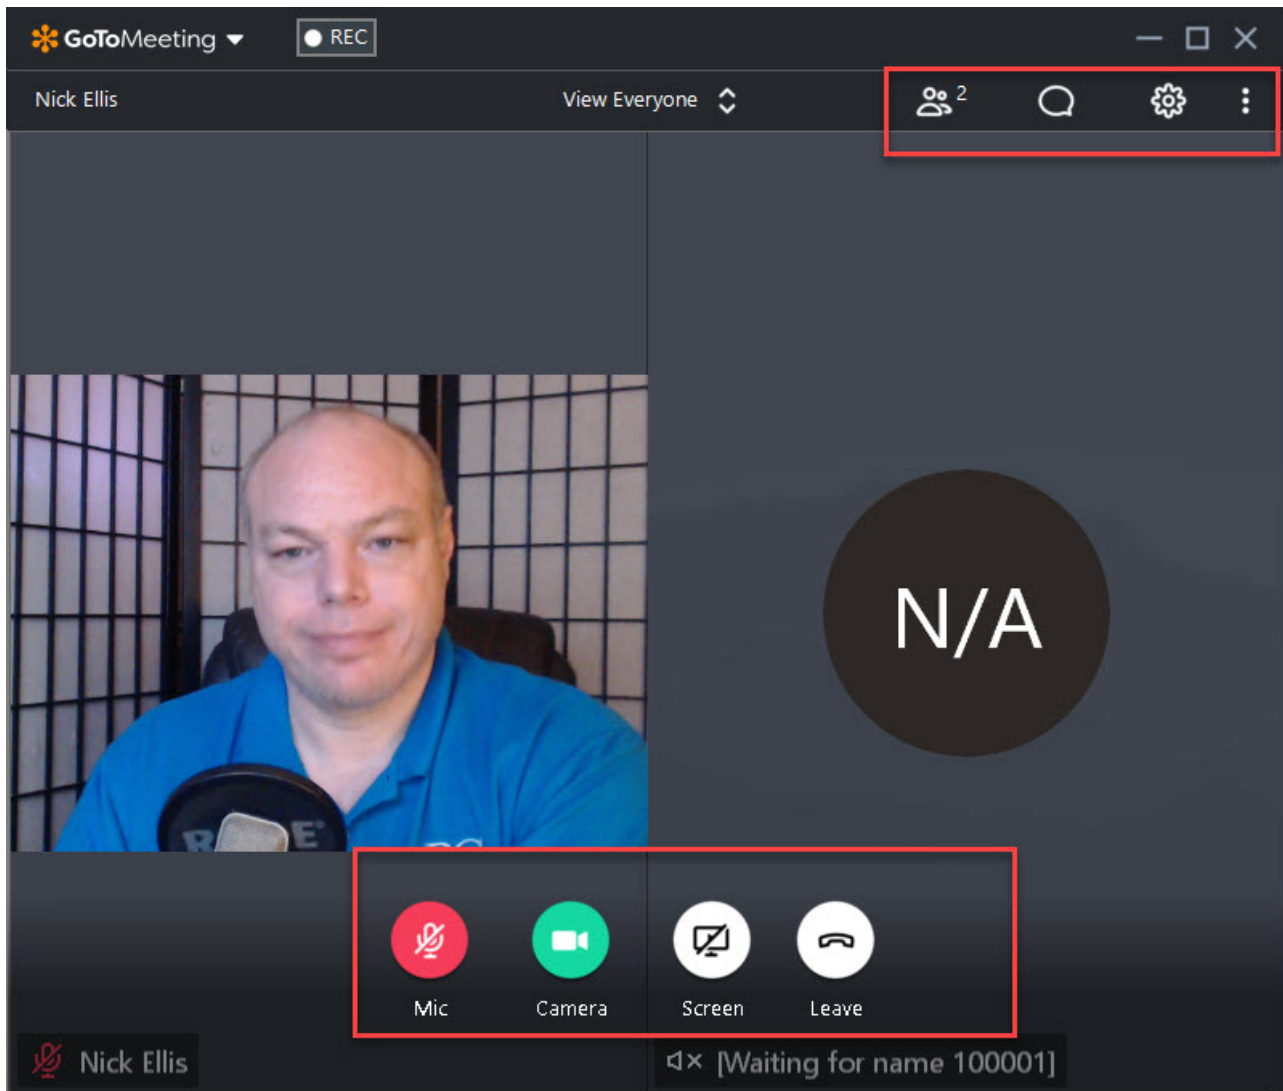 GoToMeeting
REC
Nick Ellis
View Everyone
2
N/A
Mic
Camera
Screen
Leave
Nick Ellis
[Waiting for name 100001]